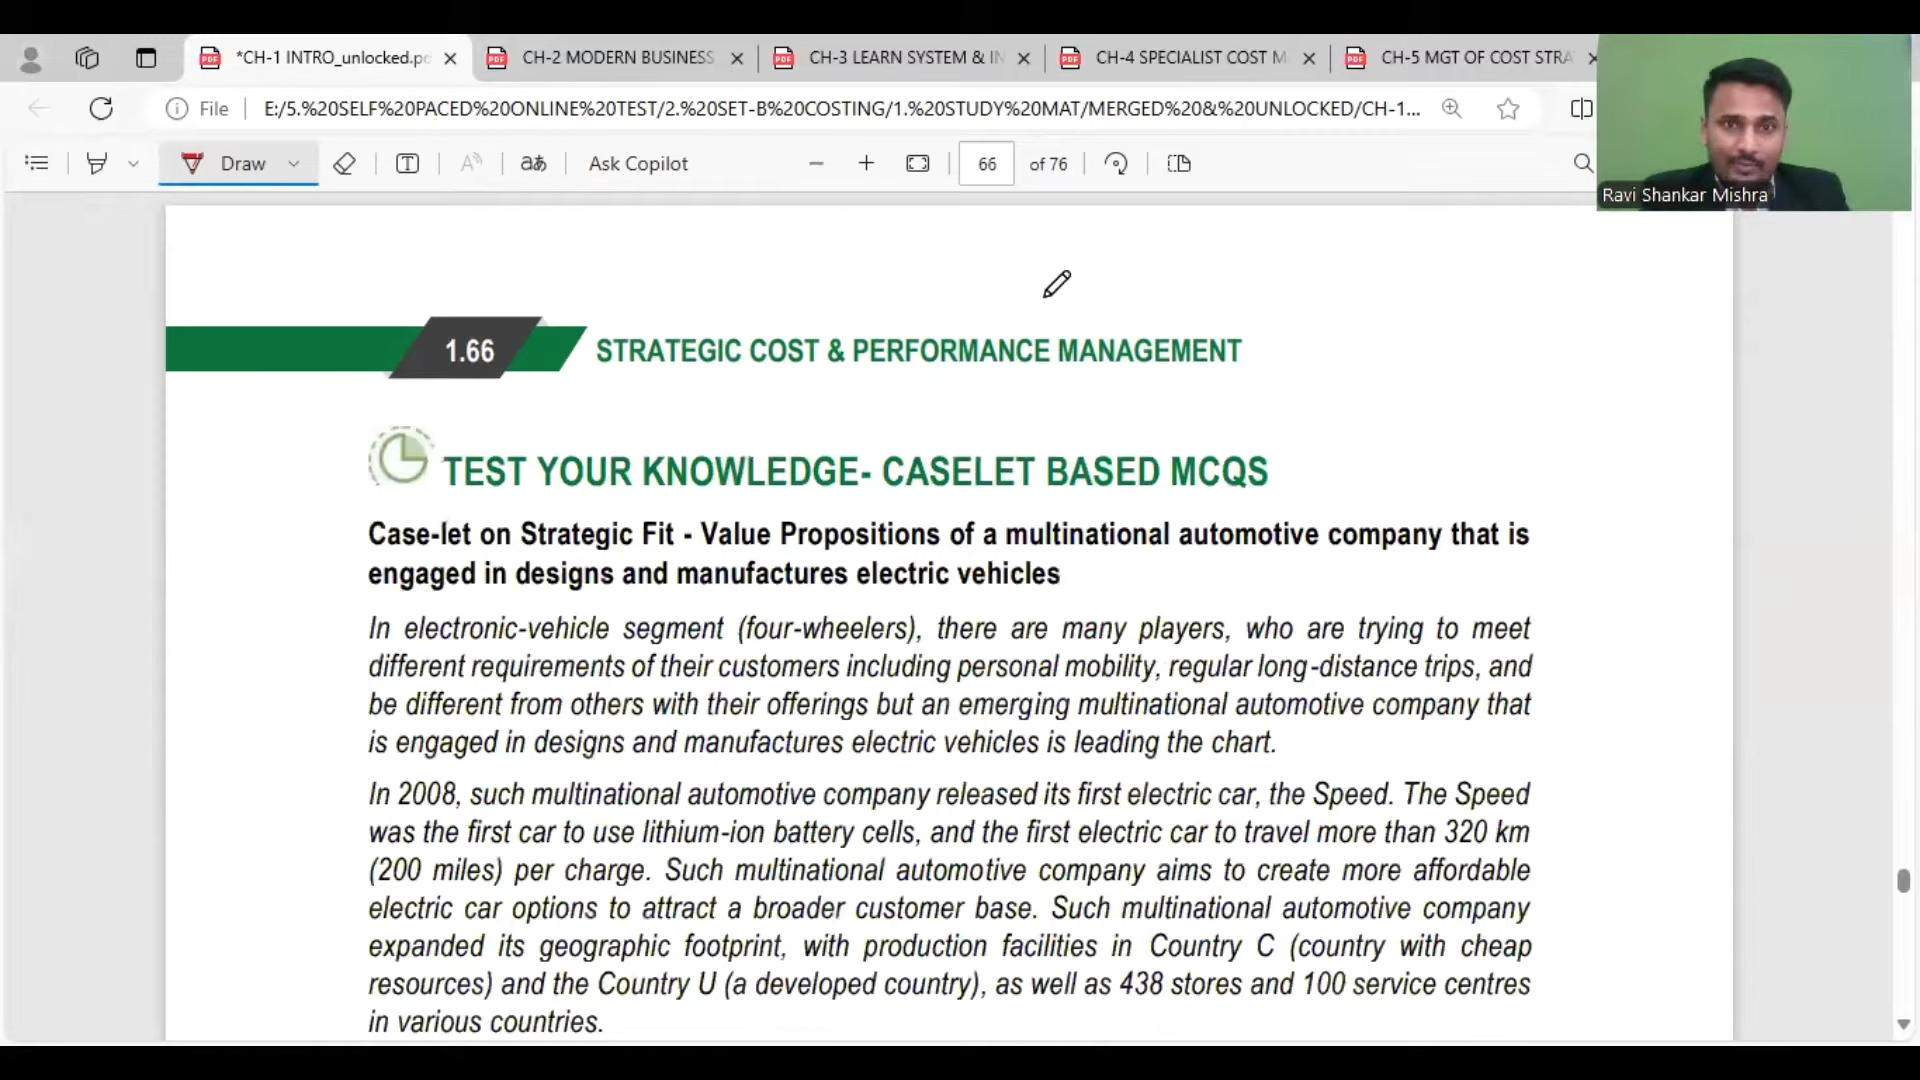 *CH-1 INTRO_unlocked.pd
CH-2 MODERN BUSINESS
CH-3 LEARN SYSTEM & IN
CH-4 SPECIALIST COST M
CH-5 MGT OF COST STRA
File
E:/5.%20SELF%20PACED%20ONLINE%20TEST/2.%20SET-B%20COSTING/1.%20STUDY%20MAT/MERGED%20&%20UNLOCKED/CH-1...
Draw
Ask Copilot
66
of 76
Ravi Shankar Mishra
1.66
STRATEGIC COST & PERFORMANCE MANAGEMENT
TEST YOUR KNOWLEDGE- CASELET BASED MCQS
Case-let on Strategic Fit - Value Propositions of a multinational automotive company that is
engaged in designs and manufactures electric vehicles
In electronic-vehicle segment (four-wheelers), there are many players, who are trying to meet
different requirements of their customers including personal mobility, regular long-distance trips, and
be different from others with their offerings but an emerging multinational automotive company that
is engaged in designs and manufactures electric vehicles is leading the chart.
In 2008, such multinational automotive company released its first electric car, the Speed. The Speed
was the first car to use lithium-ion battery cells, and the first electric car to travel more than 320 km
(200 miles) per charge. Such multinational automotive company aims to create more affordable
electric car options to attract a broader customer base. Such multinational automotive company
expanded its geographic footprint, with production facilities in Country C (country with cheap
resources) and the Country U (a developed country), as well as 438 stores and 100 service centres
in various countries.